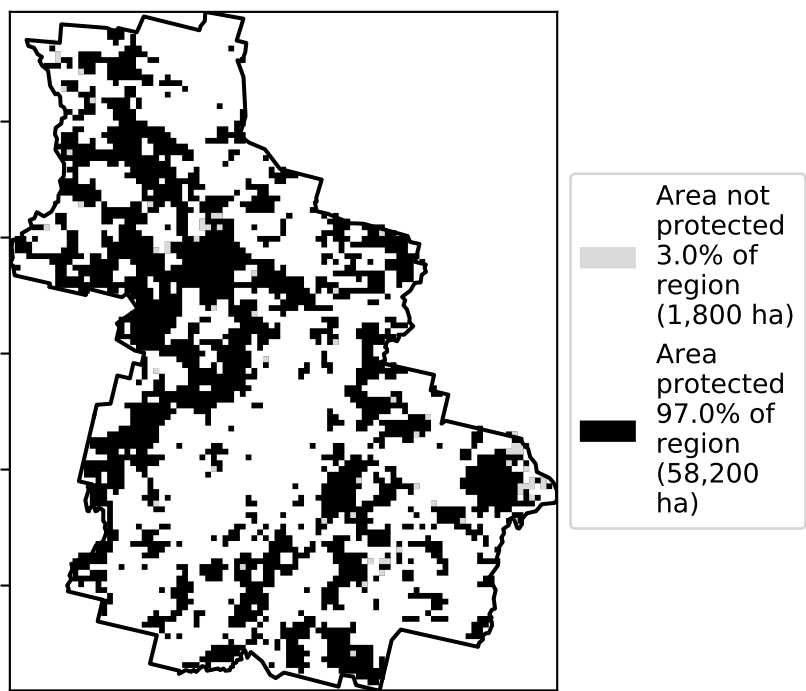 Area not
protected
3.0% of
region
(1,800 ha)
Area
protected
97.0% of
region
(58,200
ha)